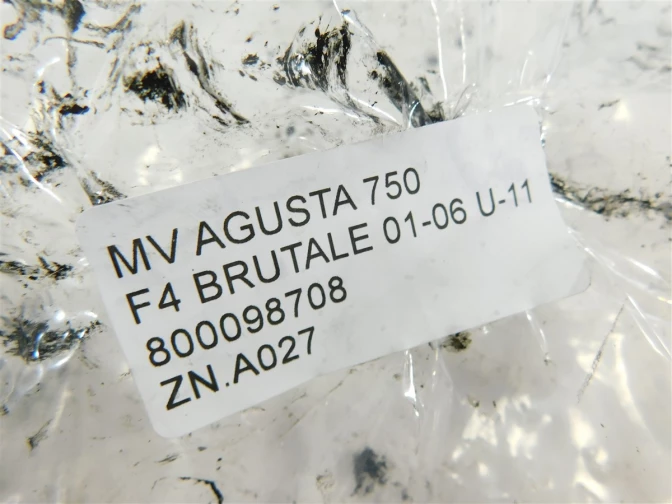 MV AGUSTA 750
F4 BRUTALE 01-06 U-11
800098708
ZN.A027